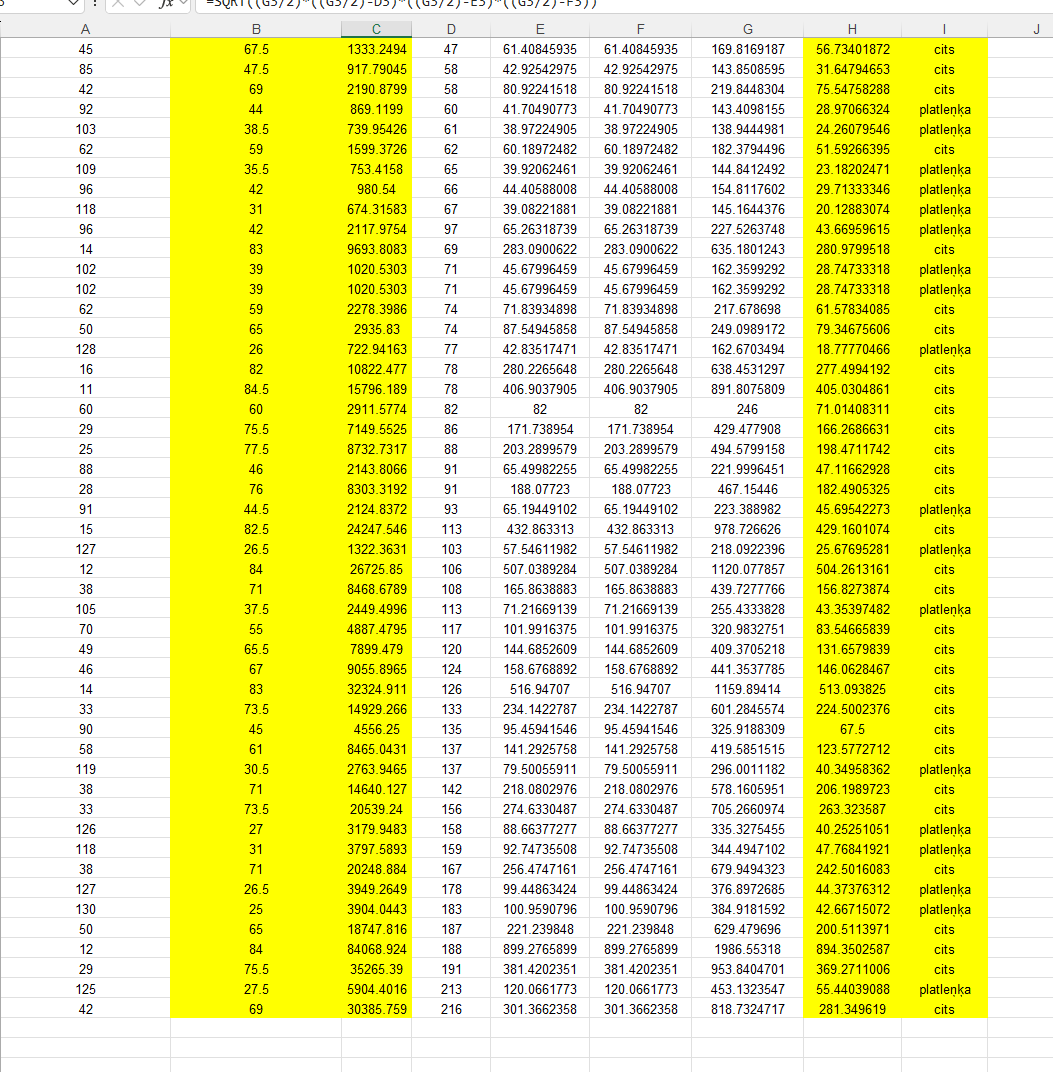 =SQRT((G3/2)*((G3/2)-D3)*((G3/2)-E3)*((G3/2)-F3))
A B C D E F G H I J
45 67.5 1333.2494 47 61.40845935 61.40845935 169.8169187 56.73401872 cits
85 47.5 917.79045 58 42.92542975 42.92542975 143.8508595 31.64794653 cits
42 69 2190.8799 58 80.92241518 80.92241518 219.8448304 75.54758288 cits
92 44 869.1199 60 41.70490773 41.70490773 143.4098155 28.97066324 platleņķa
103 38.5 739.95426 61 38.97224905 38.97224905 138.9444981 24.26079546 platleņķa
62 59 1599.3726 62 60.18972482 60.18972482 182.3794496 51.59266395 cits
109 35.5 753.4158 65 39.92062461 39.92062461 144.8412492 23.18202471 platleņķa
96 42 980.54 66 44.40588008 44.40588008 154.8117602 29.71333346 platleņķa
118 31 674.31583 67 39.08221881 39.08221881 145.1644376 20.12883074 platleņķa
96 42 2117.9754 97 65.26318739 65.26318739 227.5263748 43.66959615 platleņķa
14 83 9693.8083 69 283.0900622 283.0900622 635.1801243 280.9799518 cits
102 39 1020.5303 71 45.67996459 45.67996459 162.3599292 28.74733318 platleņķa
102 39 1020.5303 71 45.67996459 45.67996459 162.3599292 28.74733318 platleņķa
62 59 2278.3986 74 71.83934898 71.83934898 217.678698 61.57834085 cits
50 65 2935.83 74 87.54945858 87.54945858 249.0989172 79.34675606 cits
128 26 722.94163 77 42.83517471 42.83517471 162.6703494 18.77770466 platleņķa
16 82 10822.477 78 280.2265648 280.2265648 638.4531297 277.4994192 cits
11 84.5 15796.189 78 406.9037905 406.9037905 891.8075809 405.0304861 cits
60 60 2911.5774 82 82 82 246 71.01408311 cits
29 75.5 7149.5525 86 171.738954 171.738954 429.477908 166.2686631 cits
25 77.5 8732.7317 88 203.2899579 203.2899579 494.5799158 198.4711742 cits
88 46 2143.8066 91 65.49982255 65.49982255 221.9996451 47.11662928 cits
28 76 8303.3192 91 188.07723 188.07723 467.15446 182.4905325 cits
91 44.5 2124.8372 93 65.19449102 65.19449102 223.388982 45.69542273 platleņķa
15 82.5 24247.546 113 432.863313 432.863313 978.726626 429.1601074 cits
127 26.5 1322.3631 103 57.54611982 57.54611982 218.0922396 25.67695281 platleņķa
12 84 26725.85 106 507.0389284 507.0389284 1120.077857 504.2613161 cits
38 71 8468.6789 108 165.8638883 165.8638883 439.7277766 156.8273874 cits
105 37.5 2449.4996 113 71.21669139 71.21669139 255.4333828 43.35397482 platleņķa
70 55 4887.4795 117 101.9916375 101.9916375 320.9832751 83.54665839 cits
49 65.5 7899.479 120 144.6852609 144.6852609 409.3705218 131.6579839 cits
46 67 9055.8965 124 158.6768892 158.6768892 441.3537785 146.0628467 cits
14 83 32324.911 126 516.94707 516.94707 1159.89414 513.093825 cits
33 73.5 14929.266 133 234.1422787 234.1422787 601.2845574 224.5002376 cits
90 45 4556.25 135 95.45941546 95.45941546 325.9188309 67.5 cits
58 61 8465.0431 137 141.2925758 141.2925758 419.5851515 123.5772712 cits
119 30.5 2763.9465 137 79.50055911 79.50055911 296.0011182 40.34958362 platleņķa
38 71 14640.127 142 218.0802976 218.0802976 578.1605951 206.1989723 cits
33 73.5 20539.24 156 274.6330487 274.6330487 705.2660974 263.323587 cits
126 27 3179.9483 158 88.66377277 88.66377277 335.3275455 40.25251051 platleņķa
118 31 3797.5893 159 92.74735508 92.74735508 344.4947102 47.76841921 platleņķa
38 71 20248.884 167 256.4747161 256.4747161 679.9494323 242.5016083 cits
127 26.5 3949.2649 178 99.44863424 99.44863424 376.8972685 44.37376312 platleņķa
130 25 3904.0443 183 100.9590796 100.9590796 384.9181592 42.66715072 platleņķa
50 65 18747.816 187 221.239848 221.239848 629.479696 200.5113971 cits
12 84 84068.924 188 899.2765899 899.2765899 1986.55318 894.3502587 cits
29 75.5 35265.39 191 381.4202351 381.4202351 953.8404701 369.2711006 cits
125 27.5 5904.4016 213 120.0661773 120.0661773 453.1323547 55.44039088 platleņķa
42 69 30385.759 216 301.3662358 301.3662358 818.7324717 281.349619 cits